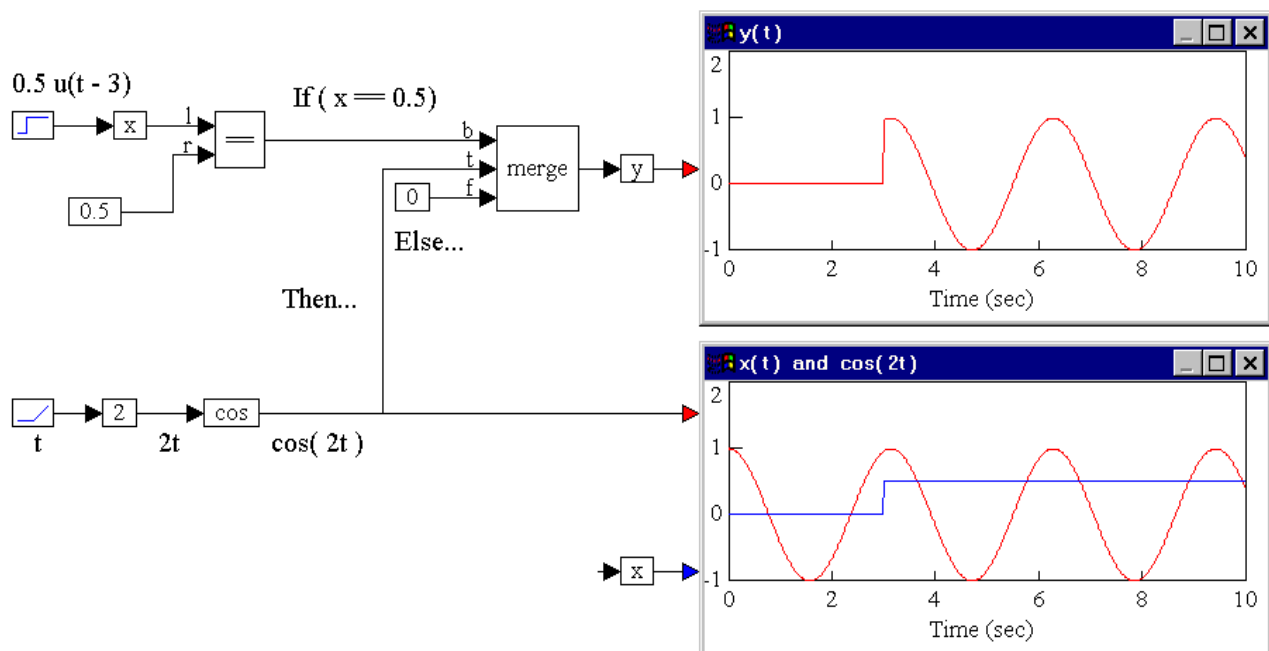 0.5 u(t - 3)
x
l
r
==
0.5
If ( x == 0.5)
b
t
f
0
merge
y
Else...
Then...
t
2
2t
cos
cos( 2t )
x
y(t)
2
1
0
-1
0 2 4 6 8 10
Time (sec)
x(t) and cos(2t)
2
1
0
-1
0 2 4 6 8 10
Time (sec)